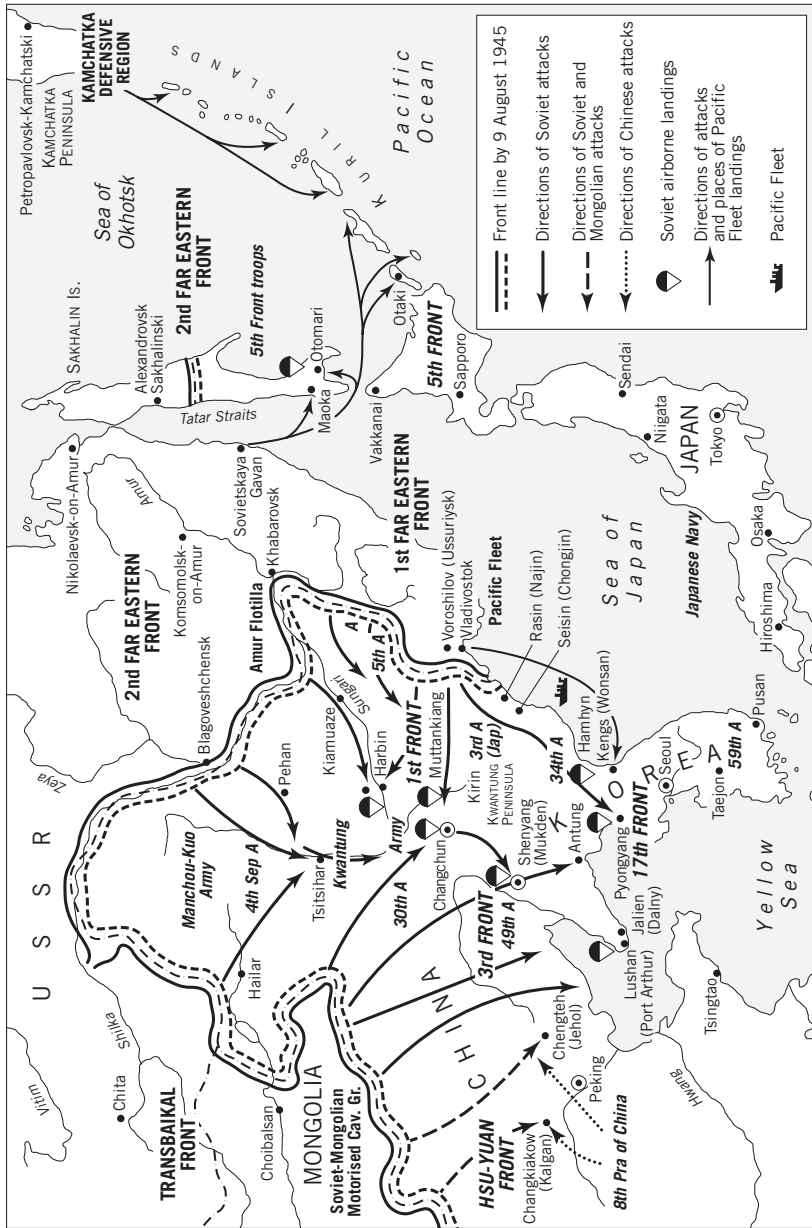 USSR
Vitim
Shilka
Chita
TRANSBAIKAL
FRONT
Choibalsan
MONGOLIA
Soviet-Mongolian
Motorised Cav. Gr.
Hailar
Zeya
Blagoveshchensk
2nd FAR EASTERN
FRONT
Komsomolsk-
on-Amur
Amur
Nikolaevsk-on-Amur
Khabarovsk
Amur Flotilla
Sovietskaya
Gavan
Tatar Straits
SAKHALIN IS.
Alexandrovsk
Sakhalinski
2nd FAR EASTERN
FRONT
5th Front troops
Otomari
Maoka
Sea of
Okhotsk
Petropavlovsk-Kamchatski
KAMCHATKA
PENINSULA
KAMCHATKA
DEFENSIVE
REGION
KURIL ISLANDS
Pacific
Ocean
Manchou-Kuo
Army
4th Sep A
Pehan
Tsitsihar
Kwantung
Army
Kiamuaze
Sungari
Harbin
A
5th A
1st FRONT
Muttankiang
30th A
Changchun
Kirin
KWANTUNG
PENINSULA
3rd A
(Jap)
1st FAR EASTERN
FRONT
Voroshilov (Ussuriysk)
Vladivostok
Pacific Fleet
Rasin (Najin)
Seisin (Chongjin)
Vakkanai
Otaki
5th FRONT
Sapporo
CHINA
3rd FRONT
49th A
Shenyang
(Mukden)
Antung
34th A
Hamhyn
Kengs (Wonsan)
Pyongyang
17th FRONT
OREA
Seoul
Taejon
59th A
Pusan
Jalien
(Dalny)
Lushan
(Port Arthur)
Tsingtao
Yellow
Sea
Sea of
Japan
Japanese Navy
JAPAN
Sendai
Niigata
Tokyo
Osaka
Hiroshima
HSU-YUAN
FRONT
Changkiakow
(Kalgan)
Chengteh
(Jehol)
Peking
Hwang
8th Pra of China
Front line by 9 August 1945
Directions of Soviet attacks
Directions of Soviet and
Mongolian attacks
Directions of Chinese attacks
Soviet airborne landings
Directions of attacks
and places of Pacific
Fleet landings
Pacific Fleet